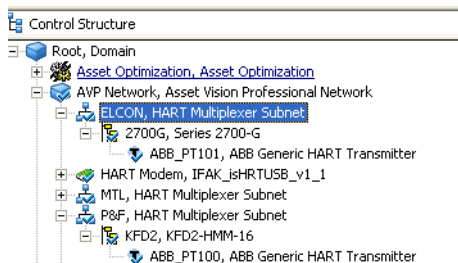 Control Structure
Root, Domain
Asset Optimization, Asset Optimization
AVP Network, Asset Vision Professional Network
ELCON, HART Multiplexer Subnet
2700G, Series 2700-G
ABB_PT101, ABB Generic HART Transmitter
HART Modem, IFAK_isHRTUSB_v1_1
MTL, HART Multiplexer Subnet
P&F, HART Multiplexer Subnet
KFD2, KFD2-HMM-16
ABB_PT100, ABB Generic HART Transmitter